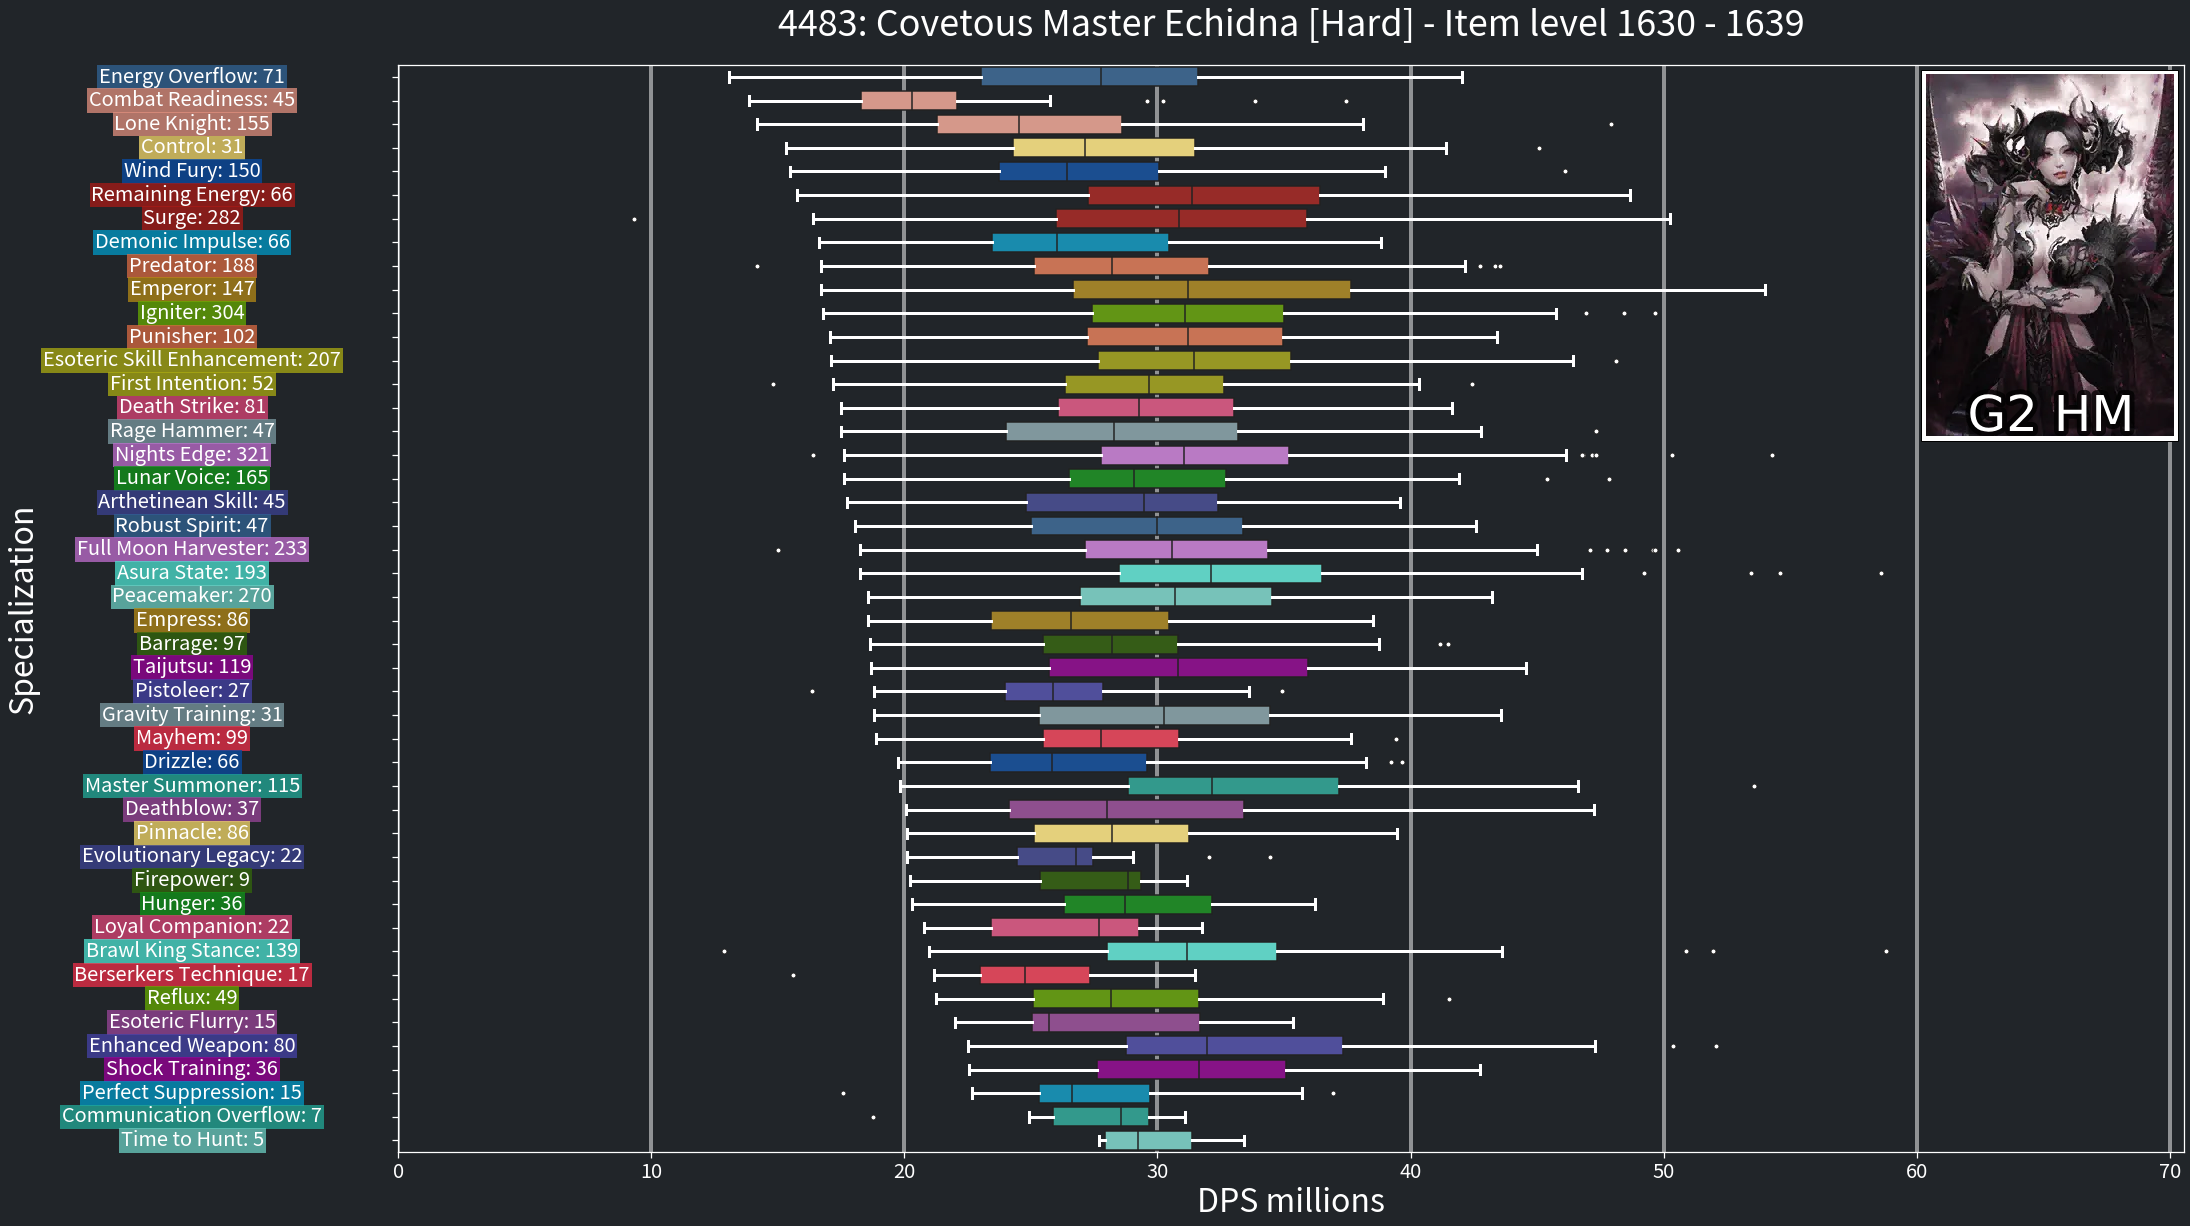 4483: Covetous Master Echidna [Hard] - Item level 1630 - 1639
Energy Overflow: 71
Combat Readiness: 45
Lone Knight: 155
Control: 31
Wind Fury: 150
Remaining Energy: 66
Surge: 282
Demonic Impulse: 66
Predator: 188
Emperor: 147
Igniter: 304
Punisher: 102
Esoteric Skill Enhancement: 207
First Intention: 52
Death Strike: 81
Rage Hammer: 47
Nights Edge: 321
Lunar Voice: 165
Arthetinean Skill: 45
Robust Spirit: 47
Full Moon Harvester: 233
Asura State: 193
Peacemaker: 270
Empress: 86
Barrage: 97
Taijutsu: 119
Pistoleer: 27
Gravity Training: 31
Mayhem: 99
Drizzle: 66
Master Summoner: 115
Deathblow: 37
Pinnacle: 86
Evolutionary Legacy: 22
Firepower: 9
Hunger: 36
Loyal Companion: 22
Brawl King Stance: 139
Berserkers Technique: 17
Reflux: 49
Esoteric Flurry: 15
Enhanced Weapon: 80
Shock Training: 36
Perfect Suppression: 15
Communication Overflow: 7
Time to Hunt: 5
Specialization
G2 HM
0 10 20 30 40 50 60 70
DPS millions